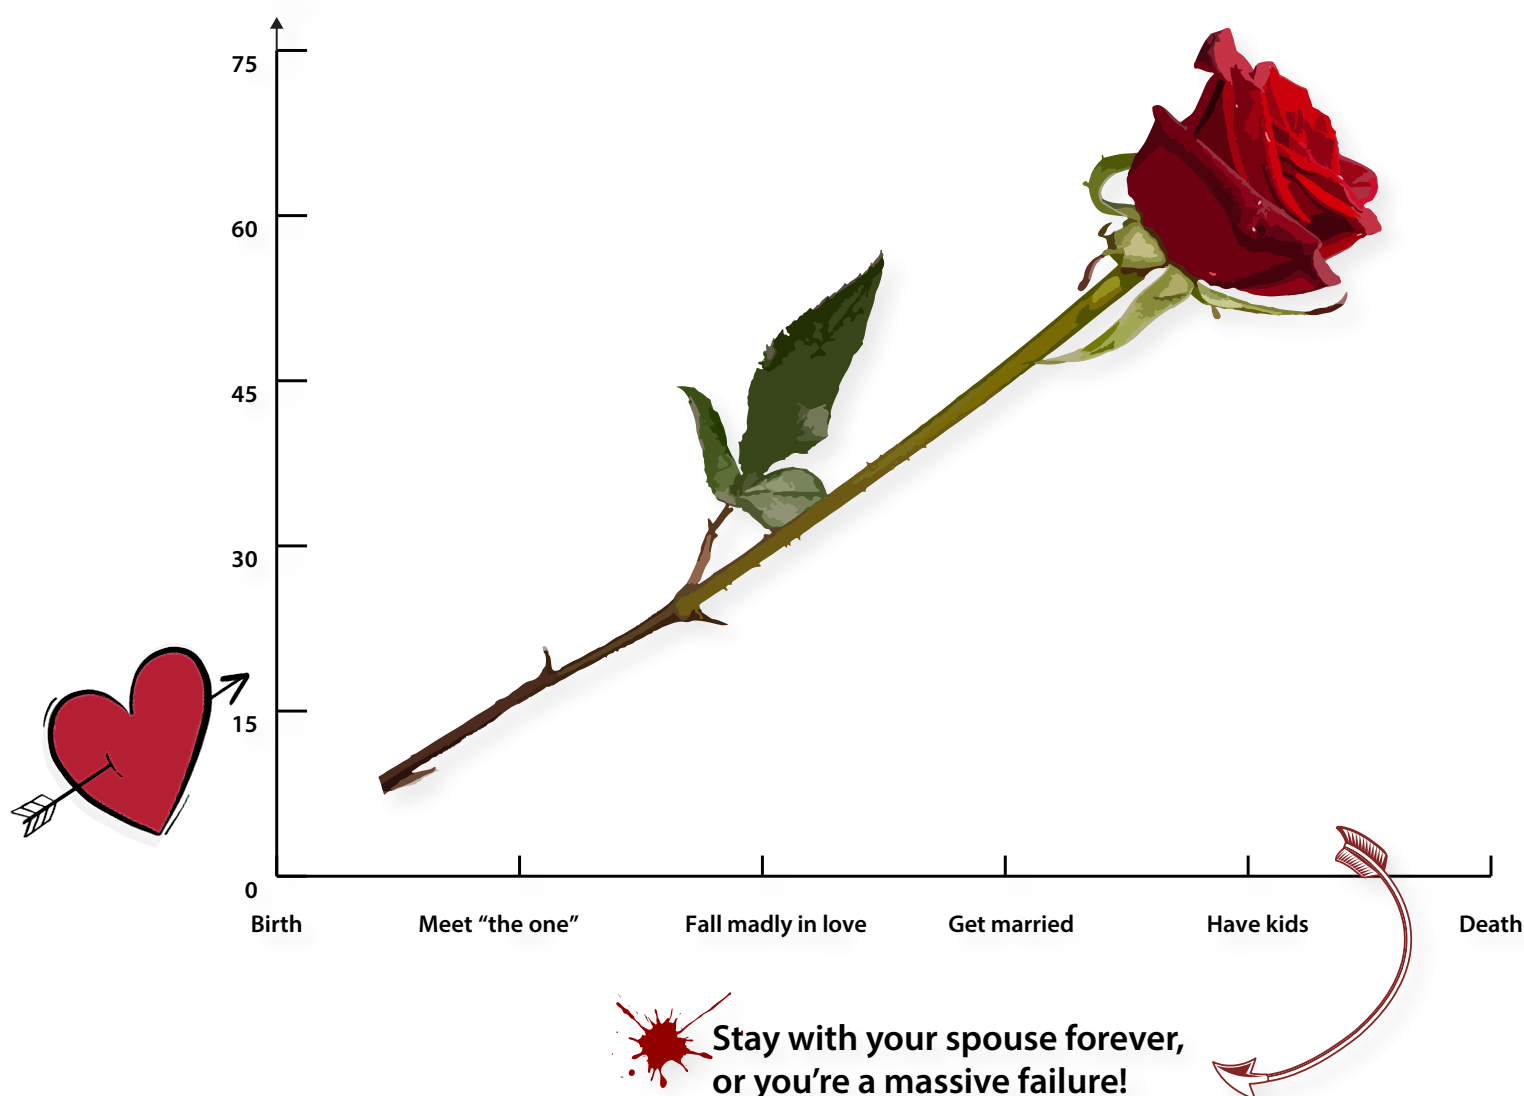 75
60
45
30
15
0
Birth
Meet “the one”
Fall madly in love
Get married
Have kids
Death
Stay with your spouse forever,
or you’re a massive failure!